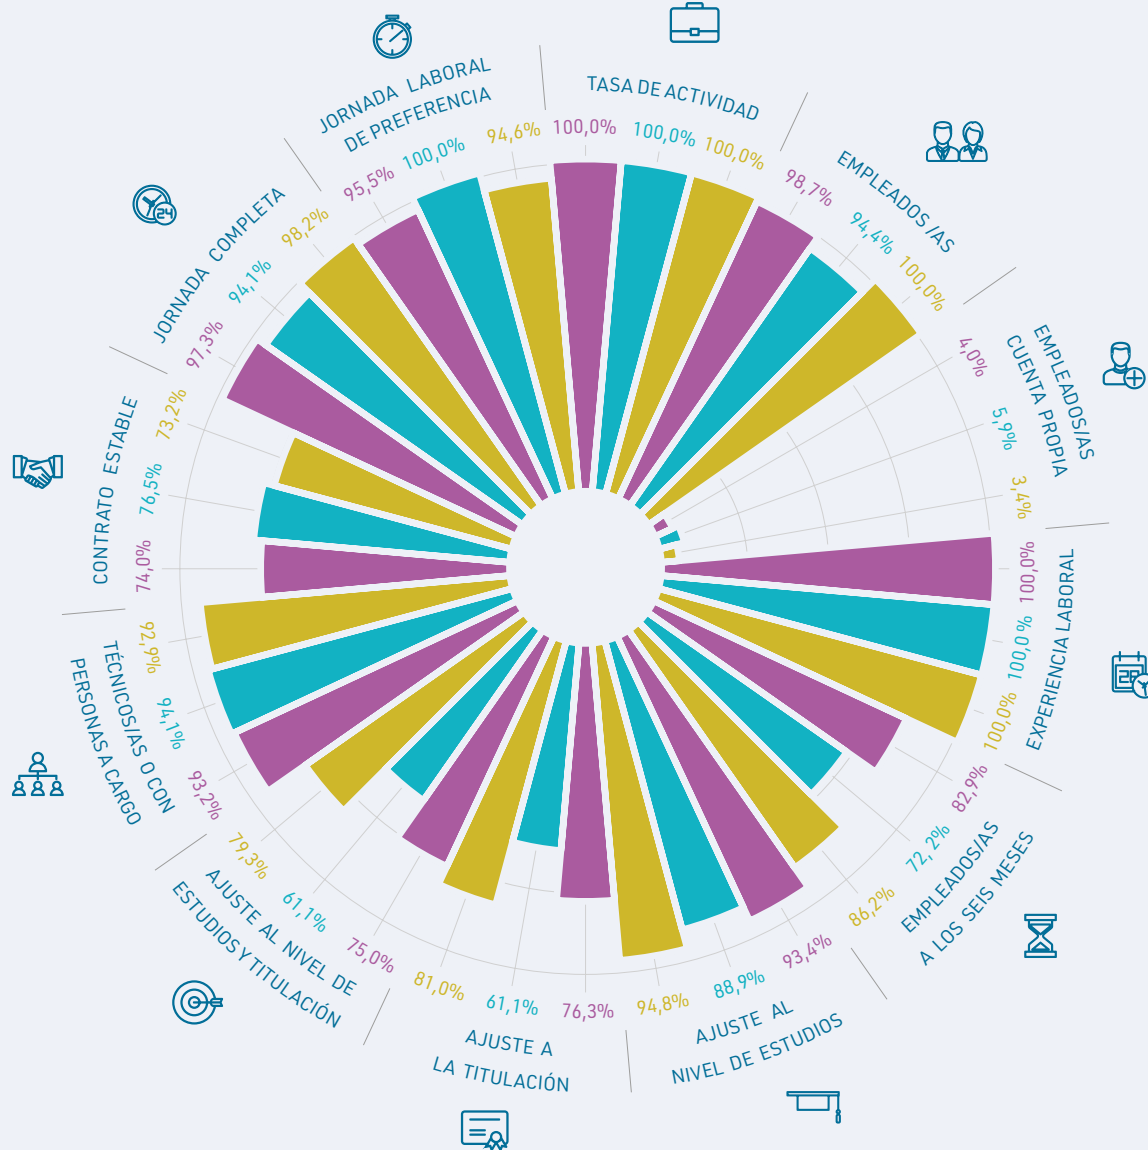 TASA DE ACTIVIDAD
100,0%
100,0%
100,0%
EMPLEADOS /AS
98,7%
94,4%
100,0%
EMPLEADOS/AS
CUENTA PROPIA
4,0%
5,9%
3,4%
EXPERIENCIA LABORAL
100,0%
100,0 %
100,0%
EMPLEADOS/AS
A LOS SEIS MESES
82,9%
72,2%
86,2%
AJUSTE AL
NIVEL DE ESTUDIOS
93,4%
88,9%
94,8%
AJUSTE A
LA TITULACIÓN
76,3%
61,1%
81,0%
AJUSTE AL NIVEL DE
ESTUDIOS Y TITULACIÓN
75,0%
61,1%
79,3%
TÉCNICOS/AS O CON
PERSONAS A CARGO
93,2%
94,1%
92,9%
CONTRATO ESTABLE
74,0%
76,5%
73,2%
JORNADA COMPLETA
97,3%
94,1%
98,2%
24
JORNADA LABORAL
DE PREFERENCIA
95,5%
100,0%
94,6%